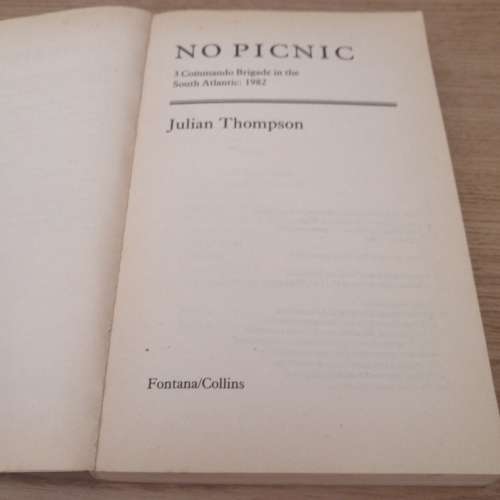 NO PICNIC
3 Commando Brigade in the
South Atlantic: 1982
Julian Thompson
Fontana/Collins